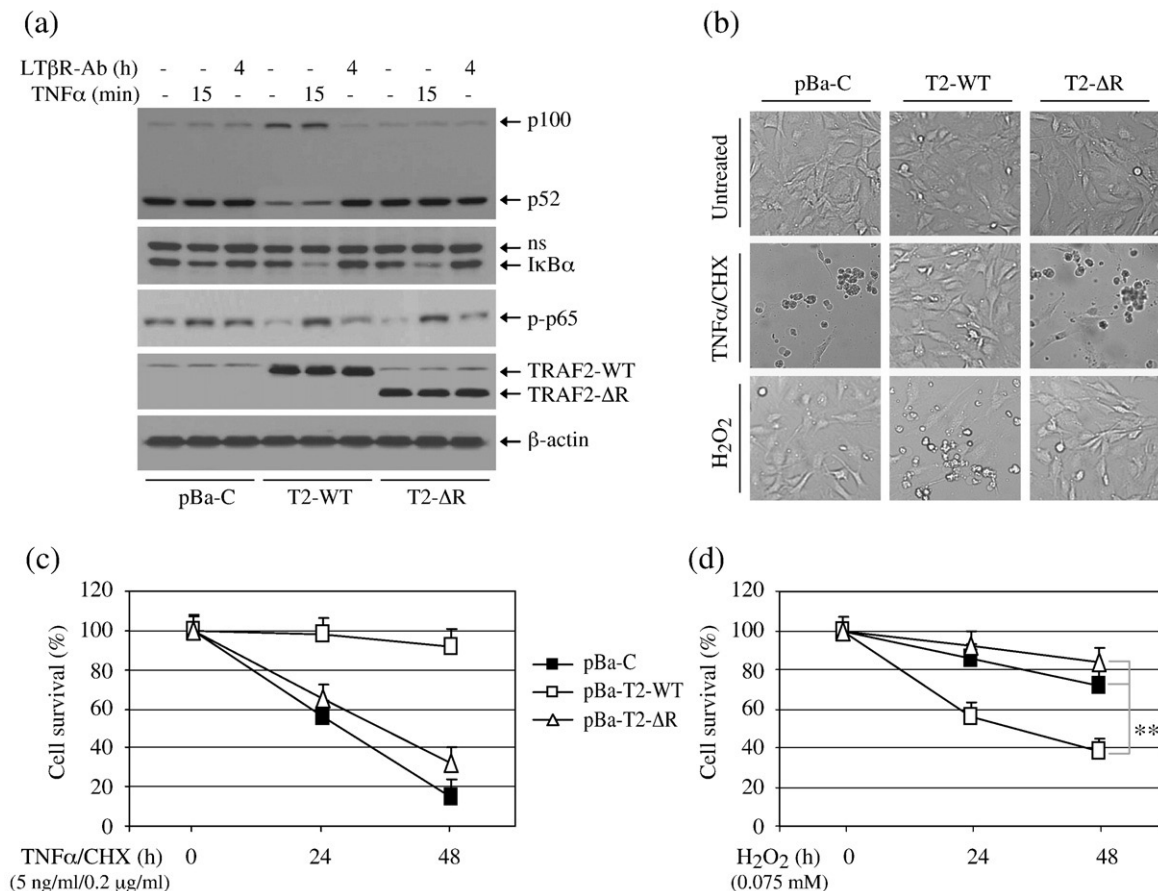 (a)
LTβR-Ab (h) - - 4 - - 4 - - 4
TNFα (min) - 15 - - 15 - - 15 -
p100
p52
ns
IκBα
p-p65
TRAF2-WT
TRAF2-ΔR
β-actin
pBa-C T2-WT T2-ΔR
(b)
pBa-C T2-WT T2-ΔR
Untreated
TNFα/CHX
H₂O₂
(c)
Cell survival (%)
120
100
80
60
40
20
0
TNFα/CHX (h) 0 24 48
(5 ng/ml/0.2 µg/ml)
pBa-C
pBa-T2-WT
pBa-T2-ΔR
(d)
Cell survival (%)
120
100
80
60
40
20
0
**
H₂O₂ (h) 0 24 48
(0.075 mM)